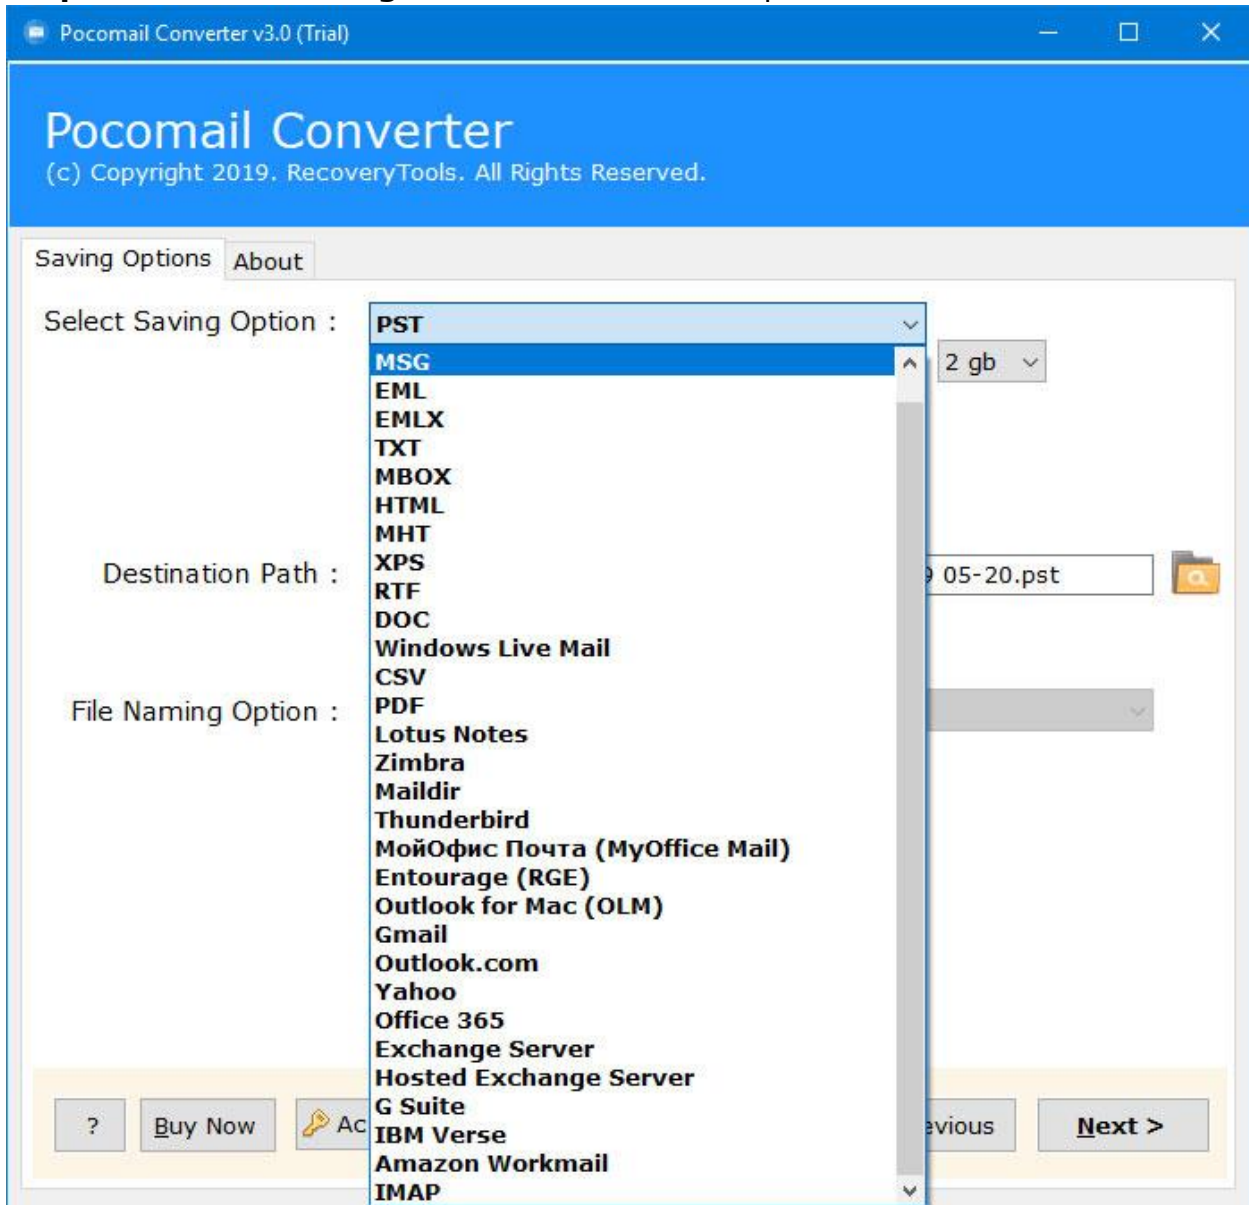 Pocomail Converter v3.0 (Trial)
Pocomail Converter
(c) Copyright 2019. RecoveryTools. All Rights Reserved.
Saving Options About
Select Saving Option : PST
MSG
2 gb
EML
EMLX
TXT
MBOX
HTML
MHT
XPS
Destination Path : 05-20.pst
RTF
DOC
Windows Live Mail
CSV
PDF
File Naming Option :
Lotus Notes
Zimbra
Maildir
Thunderbird
МойОфис Почта (MyOffice Mail)
Entourage (RGE)
Outlook for Mac (OLM)
Gmail
Outlook.com
Yahoo
Office 365
Exchange Server
Hosted Exchange Server
G Suite
? Buy Now Ac evious Next >
IBM Verse
Amazon Workmail
IMAP